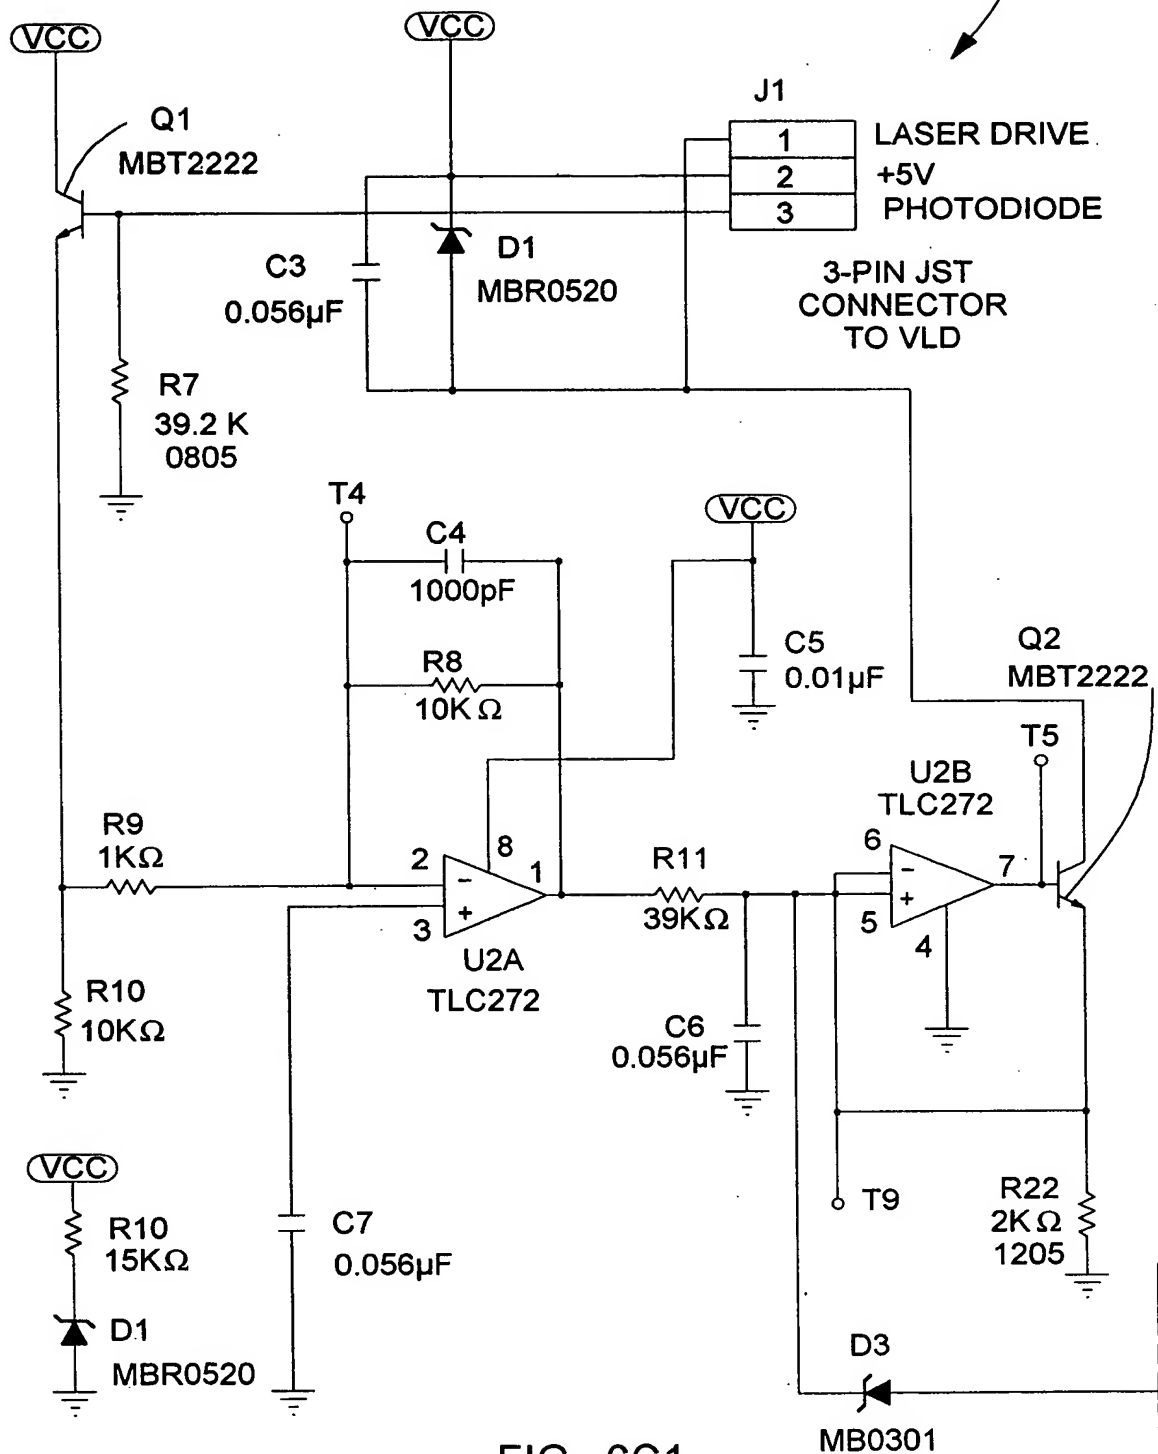 VCC
VCC
J1
Q1
MBT2222
1 LASER DRIVE
2 +5V
3 PHOTODIODE
C3
0.056µF
D1
MBR0520
3-PIN JST
CONNECTOR
TO VLD
R7
39.2 K
0805
T4
VCC
C4
1000pF
C5
0.01µF
Q2
MBT2222
R8
10KΩ
T5
U2B
TLC272
R9
1KΩ
2
8
1
3
U2A
TLC272
R11
39KΩ
6
7
5
4
R10
10KΩ
C6
0.056µF
VCC
R10
15KΩ
D1
MBR0520
C7
0.056µF
T9
R22
2KΩ
1205
D3
MB0301